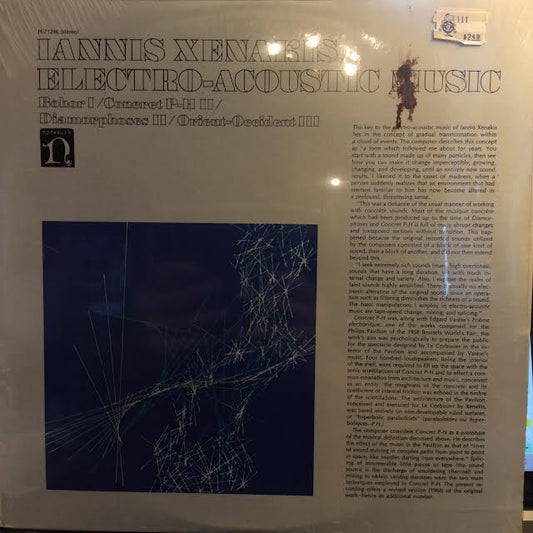 H-71246 Stereo
111
$2.49
IANNIS XENAKIS
ELECTRO-ACOUSTIC MUSIC
Bohor I / Concret P-H II /
Diamorphoses II / Orient-Occident III
nonesuch
n
The key to the electro-acoustic music of Iannis Xenakis
lies in the concept of gradual transformation within
a cloud of events. The computer describes this concept
as "a form which followed me about for years. You
start with a sound made up of many particles, then see
how you can make it change imperceptibly, growing,
changing, and developing, until an entirely new sound
results. I likened it to the onset of madness, when a
person suddenly realizes that an environment that had
seemed familiar to him has now become altered in
a profound, threatening sense.
"This was a defiance of the usual manner of working
with concrète sounds. Most of the musique concrète
which had been produced up to the time of Diamor-
phoses and Concret P-H is full of many abrupt changes
and juxtaposed sections without transition. This hap-
pened because the original recorded sounds utilized
by the composers consisted of a block of one kind of
sound, then a block of another, and did not then extend
beyond this.
"I seek extremely rich sounds (many high overtones),
sounds that have a long duration, yet with much in-
ternal change and variety. Also, I explore the realm of
faint sounds highly amplified. There is usually no elec-
tronic alteration of the original sound, since an opera-
tion such as filtering diminishes the richness of a sound.
The basic manipulations I employ in electro-acoustic
music are tape-speed change, mixing, and splicing."
Concret P-H was, along with Edgard Varèse's Poème
électronique, one of the works composed for the
Philips Pavilion of the 1958 Brussels World's Fair; the
work's aim was psychologically to prepare the public
for the spectacle designed by Le Corbusier in the in-
terior of the Pavilion and accompanied by Varèse's
music. Four hundred loudspeakers, lining the interior
of the shell, were required to fill up the space with the
sonic scintillations of Concret P-H and to effect a com-
mon emanation from architecture and music, conceived
as an entity: the roughness of the concrete and its
coefficient of internal friction was echoed in the timbre
of the scintillations. The architecture of the Pavilion,
conceived and executed for Le Corbusier by Xenakis,
was based entirely on non-developable ruled surfaces,
or "hyperbolic paraboloids" (paraboloïdes ou hyper-
boliques–P.H.)
The composer considers Concret P-H as a prototype
of the musical definition discussed above. He describes
the effect of the music in the Pavilion as that of "lines
of sound moving in complex paths from point to point
in space, like needles darting from everywhere." Splic-
ing of innumerable little pieces of tape (the sound
source is the discharge of smoldering charcoal) and
mixing to obtain varying densities were the two main
techniques employed in Concret P-H. The present re-
cording offers a revised version (1968) of the original
work—hence its additional number.